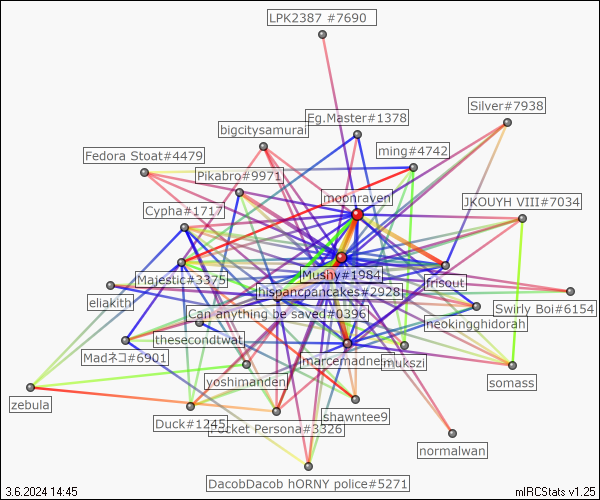 LPK2387 #7690
Silver#7938
Eg.Master#1378
bigcitysamurai
ming#4742
Fedora Stoat#4479
Pikabro#9971
moonraven
JKOUYH VIII#7034
Cypha#1717
Musny#1984
Majestic#3375
frisout
hispancpancakes#2928
eliakith
Swirly Boi#6154
Can anything be saved#0396
neokingghidorah
thesecondtwat
Madネコ#6901
marcemadne
mukszi
yoshimanden
somass
zebula
shawntee9
Duck#1245
Pocket Persona#3326
normalwan
DacobDacob hORNY police#5271
3.6.2024 14:45
mIRCStats v1.25